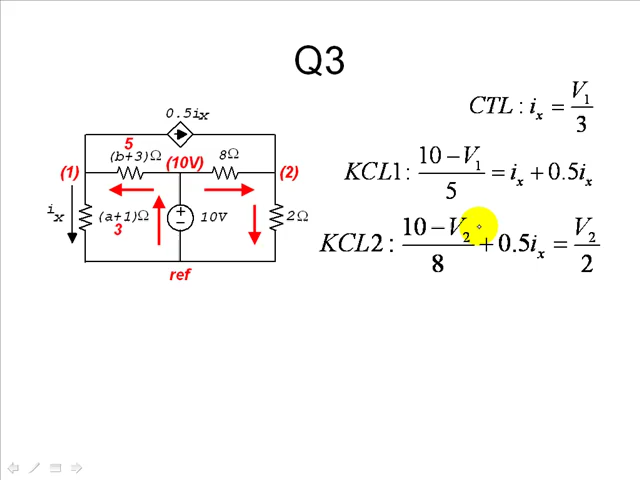 Q3
0.5ix
5
(b+3)Ω
(10V)
8Ω
(1)
(2)
ix
(a+1)Ω
3
10V
2Ω
ref
CTL : ix = V1/3
KCL1 : (10 − V1)/5 = ix + 0.5ix
KCL2 : (10 − V2)/8 + 0.5ix = V2/2